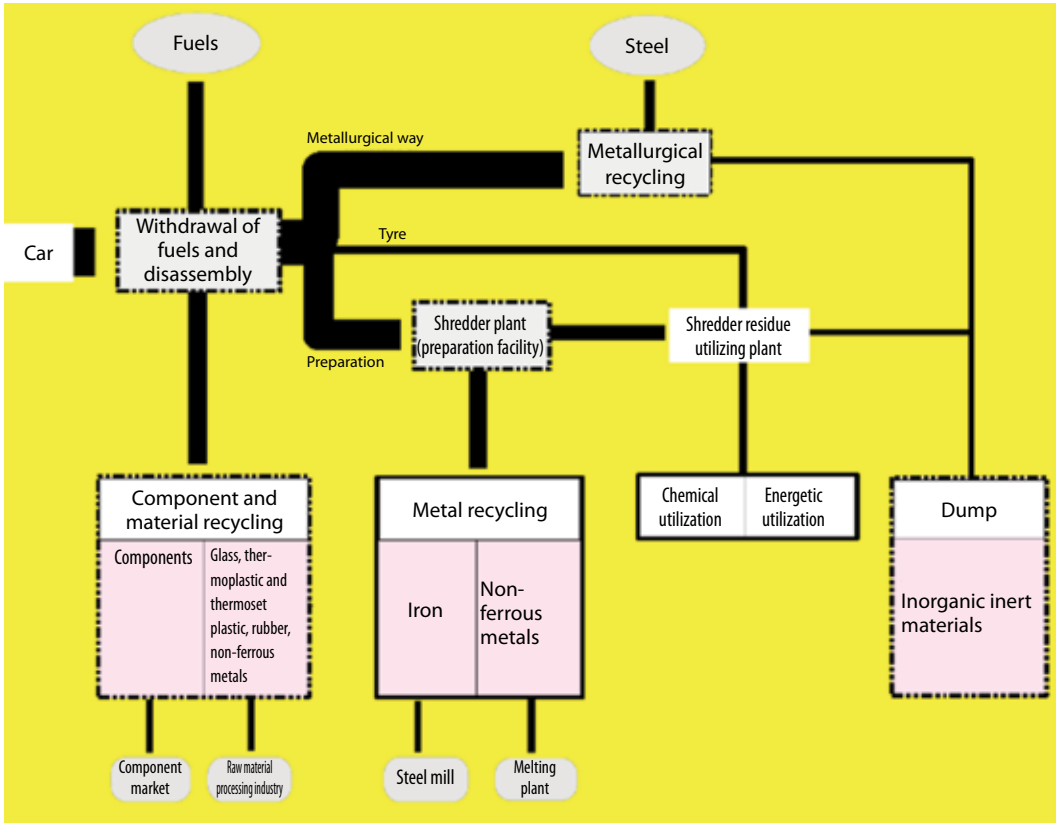 Fuels
Steel
Metallurgical way
Metallurgical
recycling
Car
Withdrawal of
fuels and
disassembly
Tyre
Shredder plant
(preparation facility)
Shredder residue
utilizing plant
Preparation
Component and
material recycling
Components
Glass, ther-
moplastic and
thermoset
plastic, rubber,
non-ferrous
metals
Metal recycling
Iron
Non-
ferrous
metals
Chemical
utilization
Energetic
utilization
Dump
Inorganic inert
materials
Component
market
Raw material
processing industry
Steel mill
Melting
plant